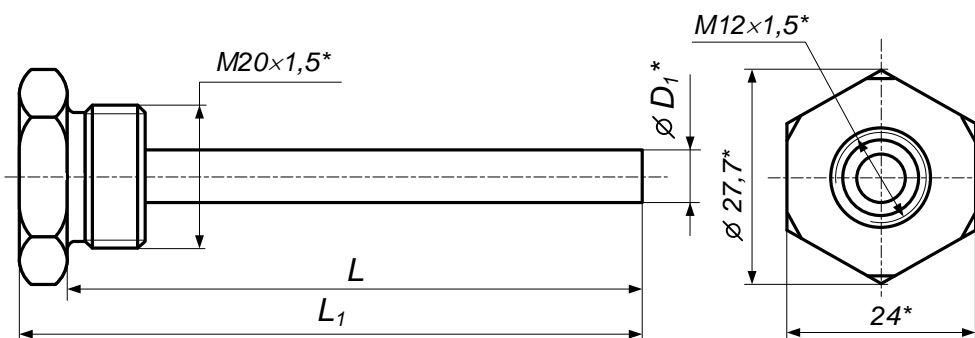 M20×1,5*
L
L₁
⌀ D₁*
M12×1,5*
⌀ 27,7*
24*